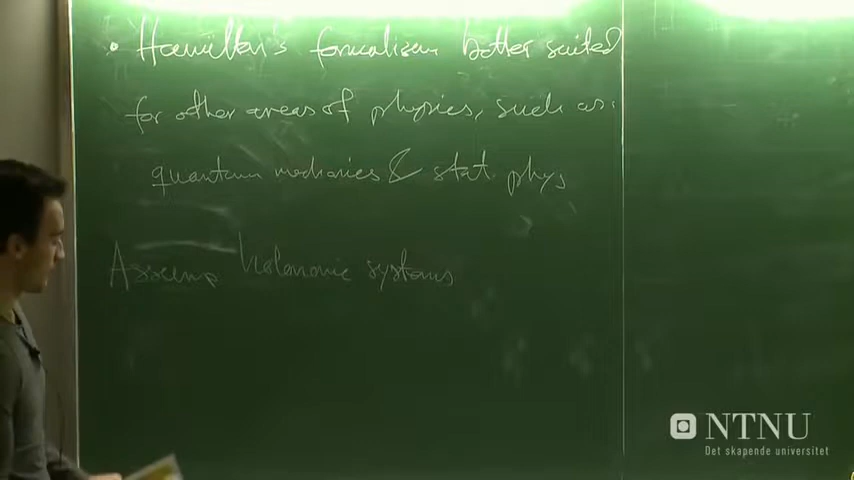 • Hamilton's formalism better suited
for other areas of physics, such as
quantum mechanics & stat. phys
holonomic systems
NTNU
Det skapende universitet